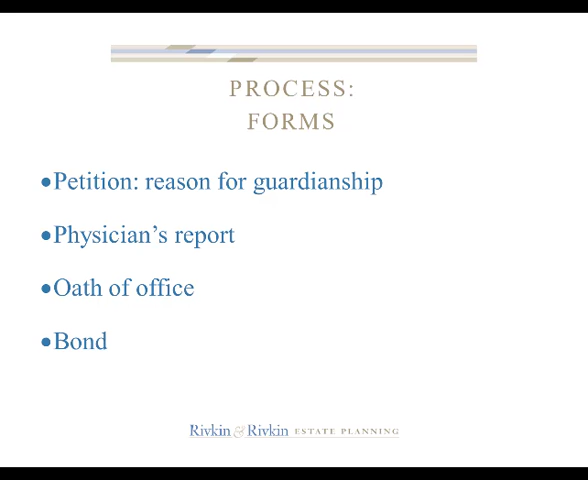 PROCESS:
FORMS
•Petition: reason for guardianship
•Physician’s report
•Oath of office
•Bond
Rivkin & Rivkin ESTATE PLANNING